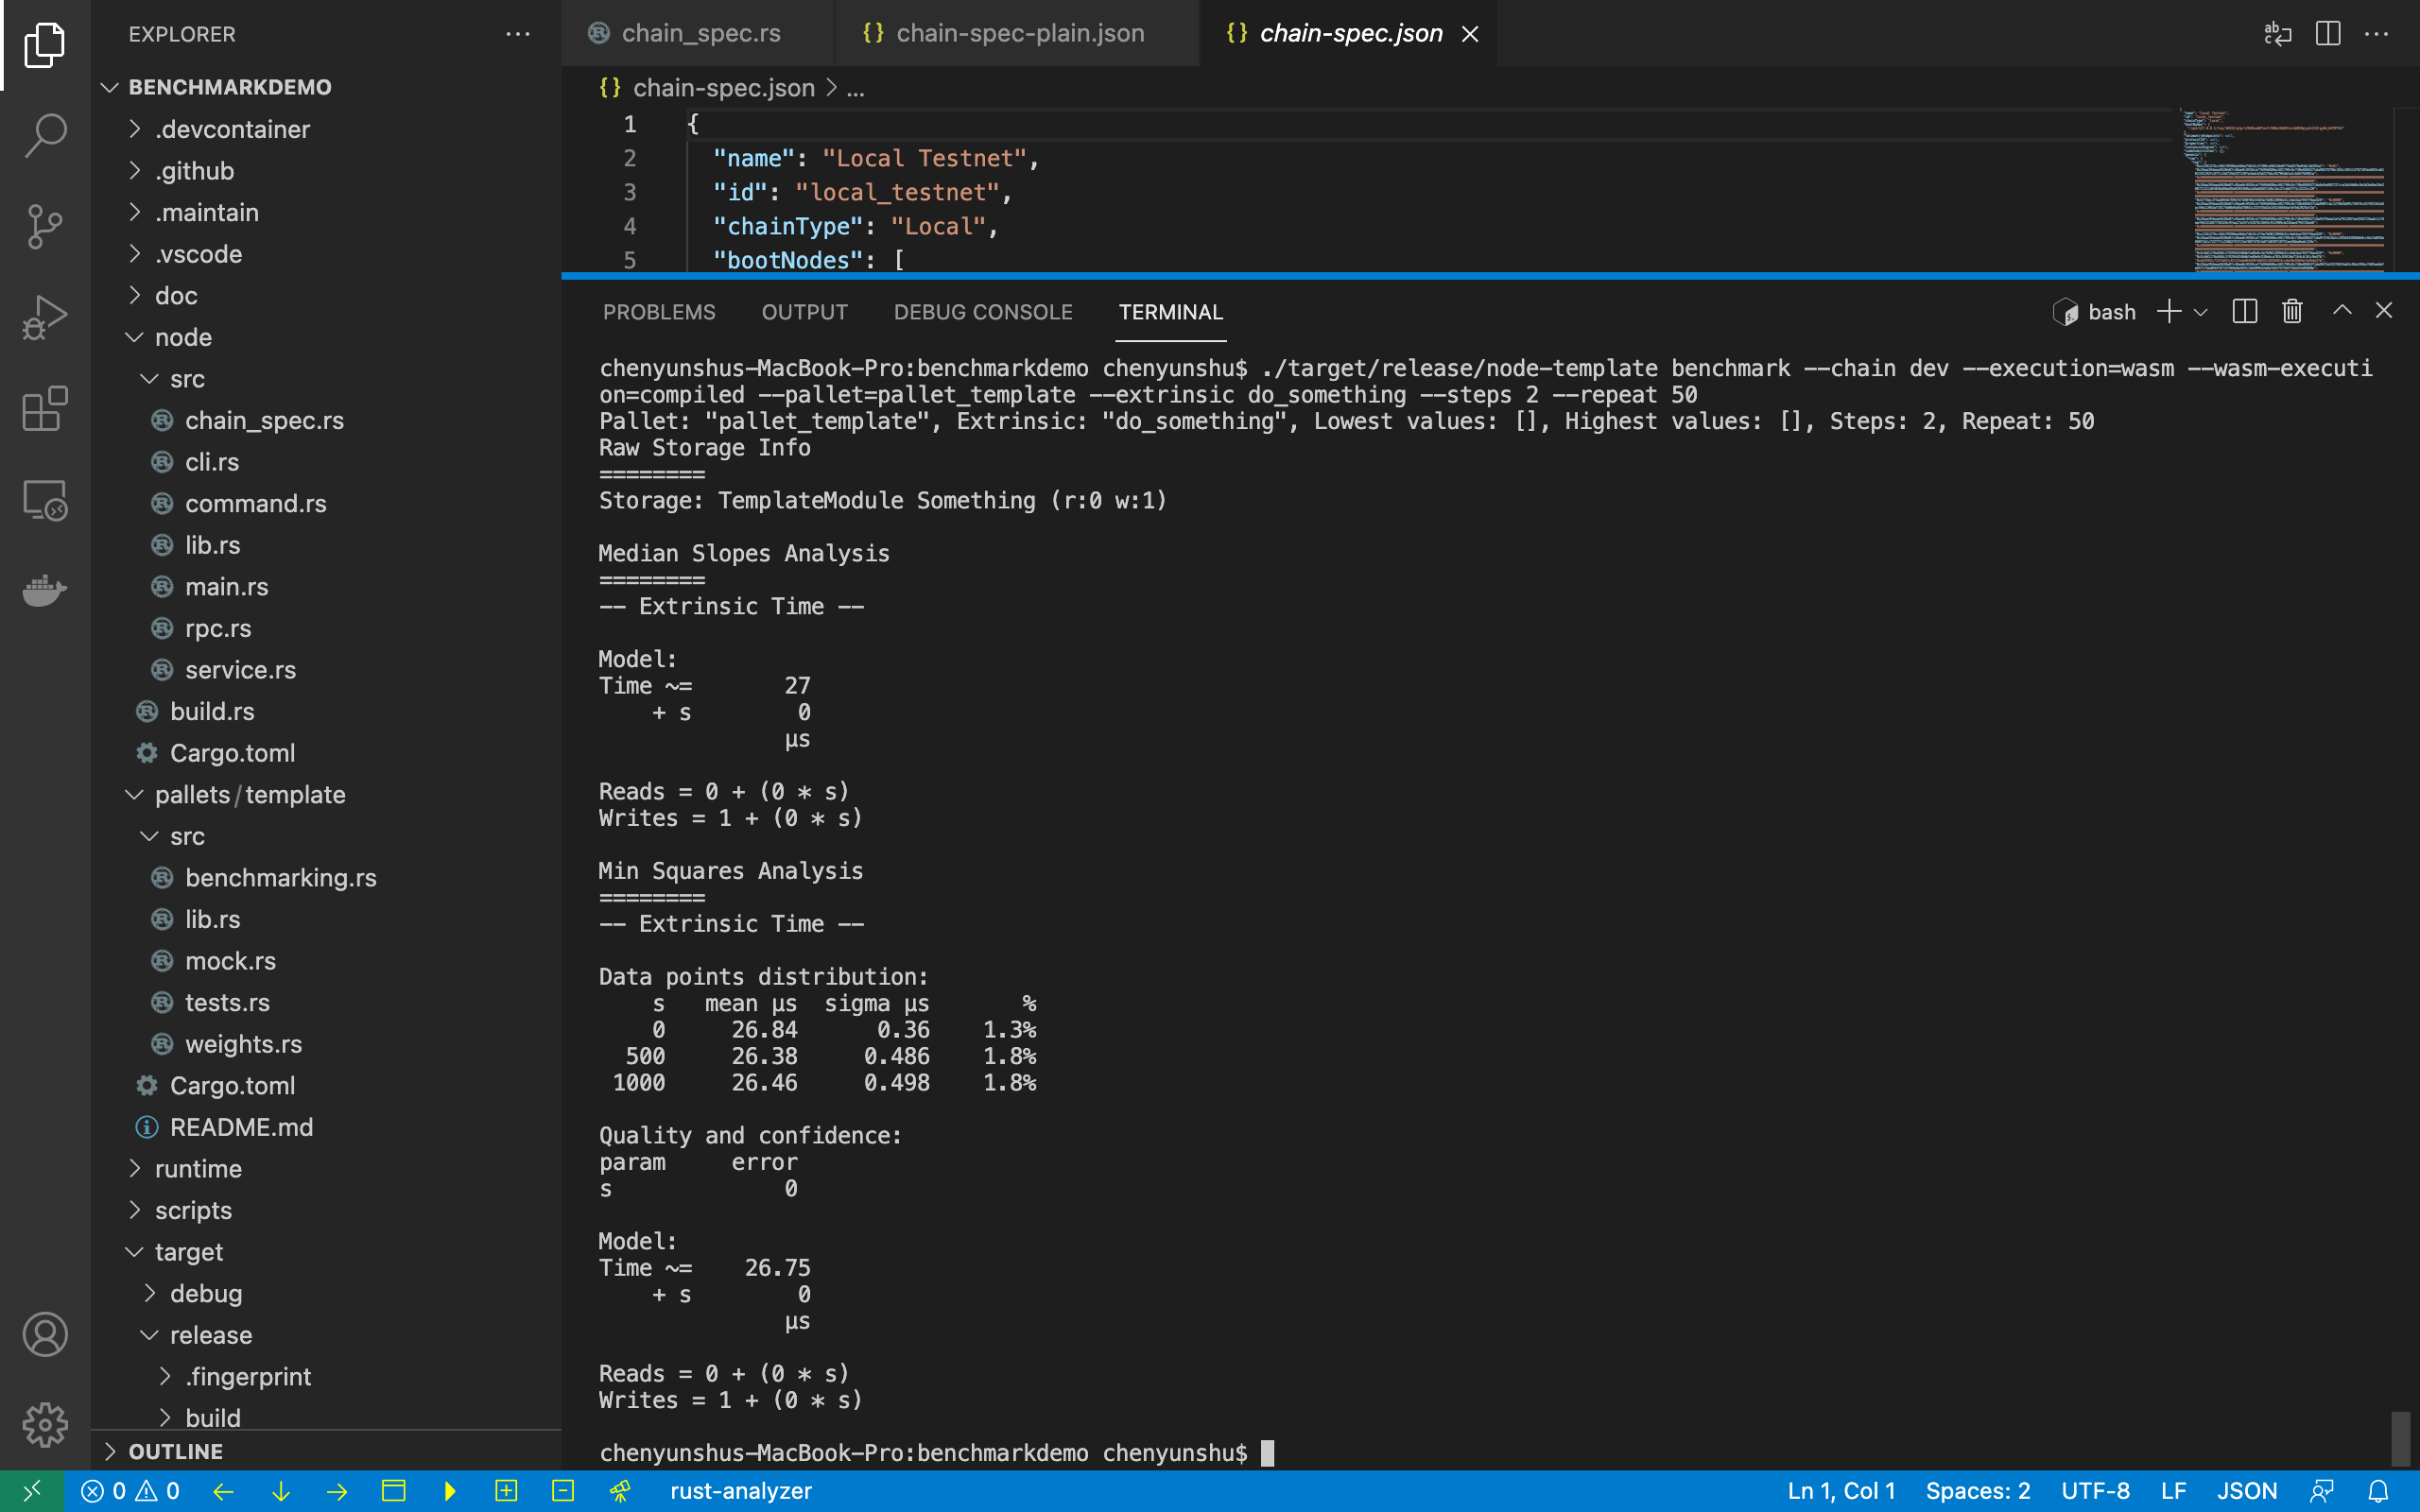 EXPLORER
BENCHMARKDEMO
.devcontainer
.github
.maintain
.vscode
doc
node
src
chain_spec.rs
cli.rs
command.rs
lib.rs
main.rs
rpc.rs
service.rs
build.rs
Cargo.toml
pallets/template
src
benchmarking.rs
lib.rs
mock.rs
tests.rs
weights.rs
Cargo.toml
README.md
runtime
scripts
target
debug
release
.fingerprint
build
OUTLINE
chain_spec.rs {} chain-spec-plain.json {} chain-spec.json
{} chain-spec.json > ...
1 {
2 "name": "Local Testnet",
3 "id": "local_testnet",
4 "chainType": "Local",
5 "bootNodes": [
PROBLEMS OUTPUT DEBUG CONSOLE TERMINAL bash
chenyunshus-MacBook-Pro:benchmarkdemo chenyunshu$ ./target/release/node-template benchmark --chain dev --execution=wasm --wasm-executi
on=compiled --pallet=pallet_template --extrinsic do_something --steps 2 --repeat 50
Pallet: "pallet_template", Extrinsic: "do_something", Lowest values: [], Highest values: [], Steps: 2, Repeat: 50
Raw Storage Info
========
Storage: TemplateModule Something (r:0 w:1)
Median Slopes Analysis
========
-- Extrinsic Time --
Model:
Time ~= 27
+ s 0
µs
Reads = 0 + (0 * s)
Writes = 1 + (0 * s)
Min Squares Analysis
========
-- Extrinsic Time --
Data points distribution:
s mean µs sigma µs %
0 26.84 0.36 1.3%
500 26.38 0.486 1.8%
1000 26.46 0.498 1.8%
Quality and confidence:
param error
s 0
Model:
Time ~= 26.75
+ s 0
µs
Reads = 0 + (0 * s)
Writes = 1 + (0 * s)
chenyunshus-MacBook-Pro:benchmarkdemo chenyunshu$
0 0 rust-analyzer Ln 1, Col 1 Spaces: 2 UTF-8 LF JSON